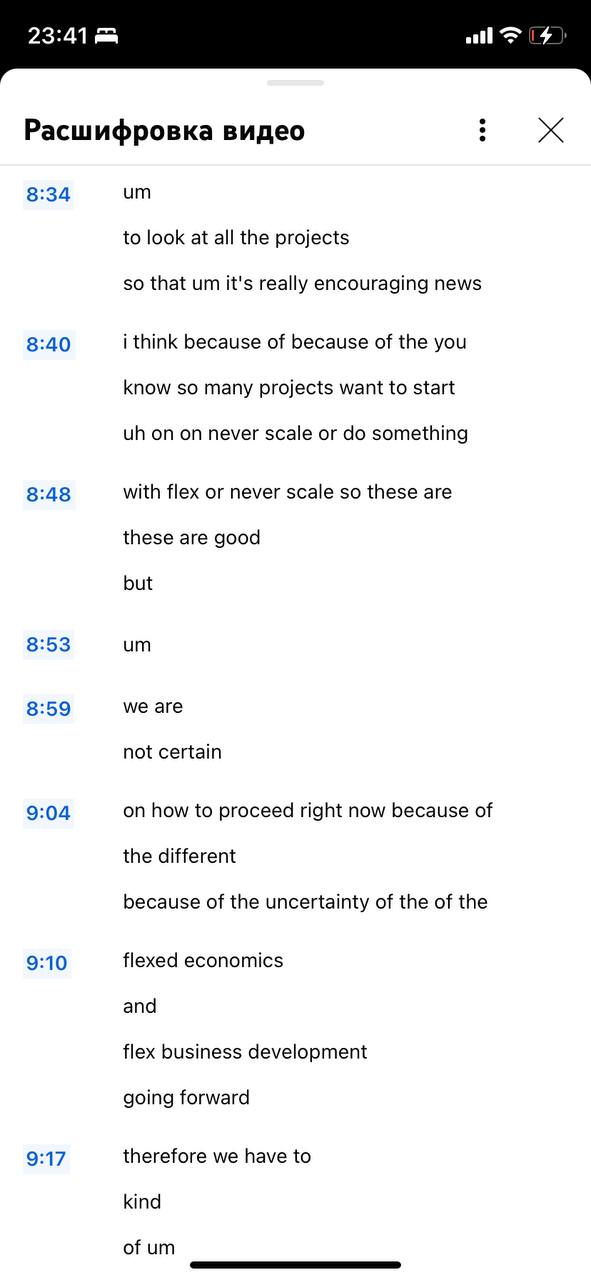 23:41
Расшифровка видео
8:34
um
to look at all the projects
so that um it's really encouraging news
8:40
i think because of because of the you
know so many projects want to start
uh on on never scale or do something
8:48
with flex or never scale so these are
these are good
but
8:53
um
8:59
we are
not certain
9:04
on how to proceed right now because of
the different
because of the uncertainty of the of the
9:10
flexed economics
and
flex business development
going forward
9:17
therefore we have to
kind
of um